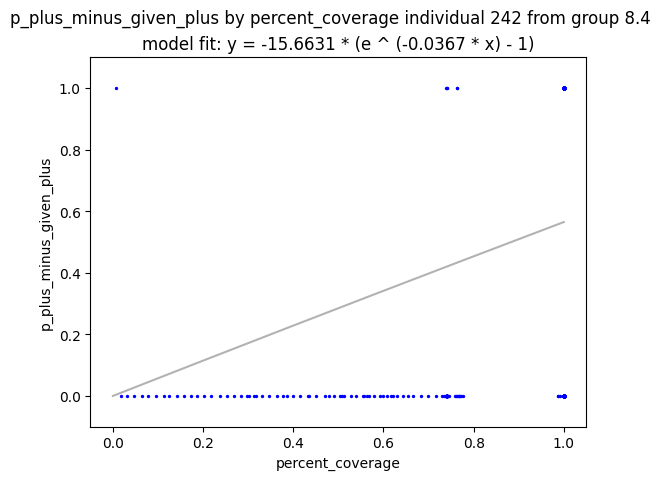 p_plus_minus_given_plus by percent_coverage individual 242 from group 8.4
model fit: y = -15.6631 * (e ^ (-0.0367 * x) - 1)
p_plus_minus_given_plus
1.0
0.8
0.6
0.4
0.2
0.0
0.0 0.2 0.4 0.6 0.8 1.0
percent_coverage